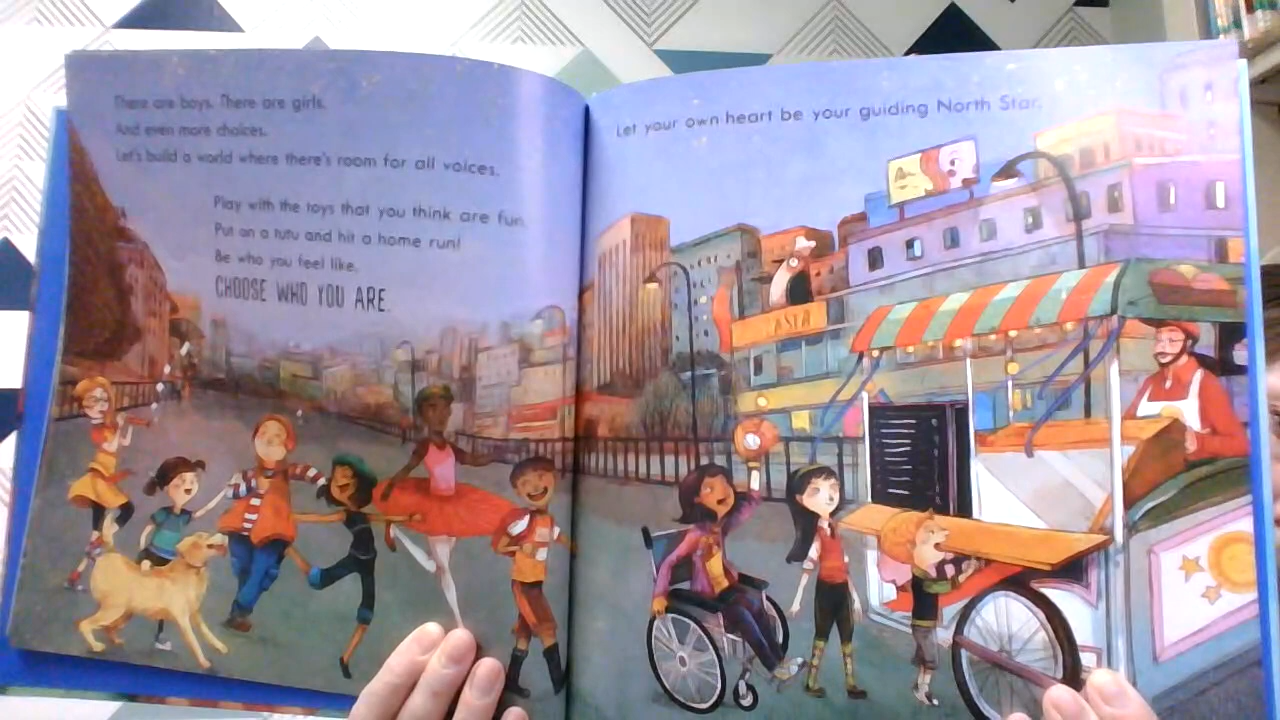 There are boys. There are girls.
And even more choices.
Let's build a world where there's room for all voices.
Play with the toys that you think are fun.
Put on a tutu and hit a home run!
Be who you feel like.
CHOOSE WHO YOU ARE.
Let your own heart be your guiding North Star.